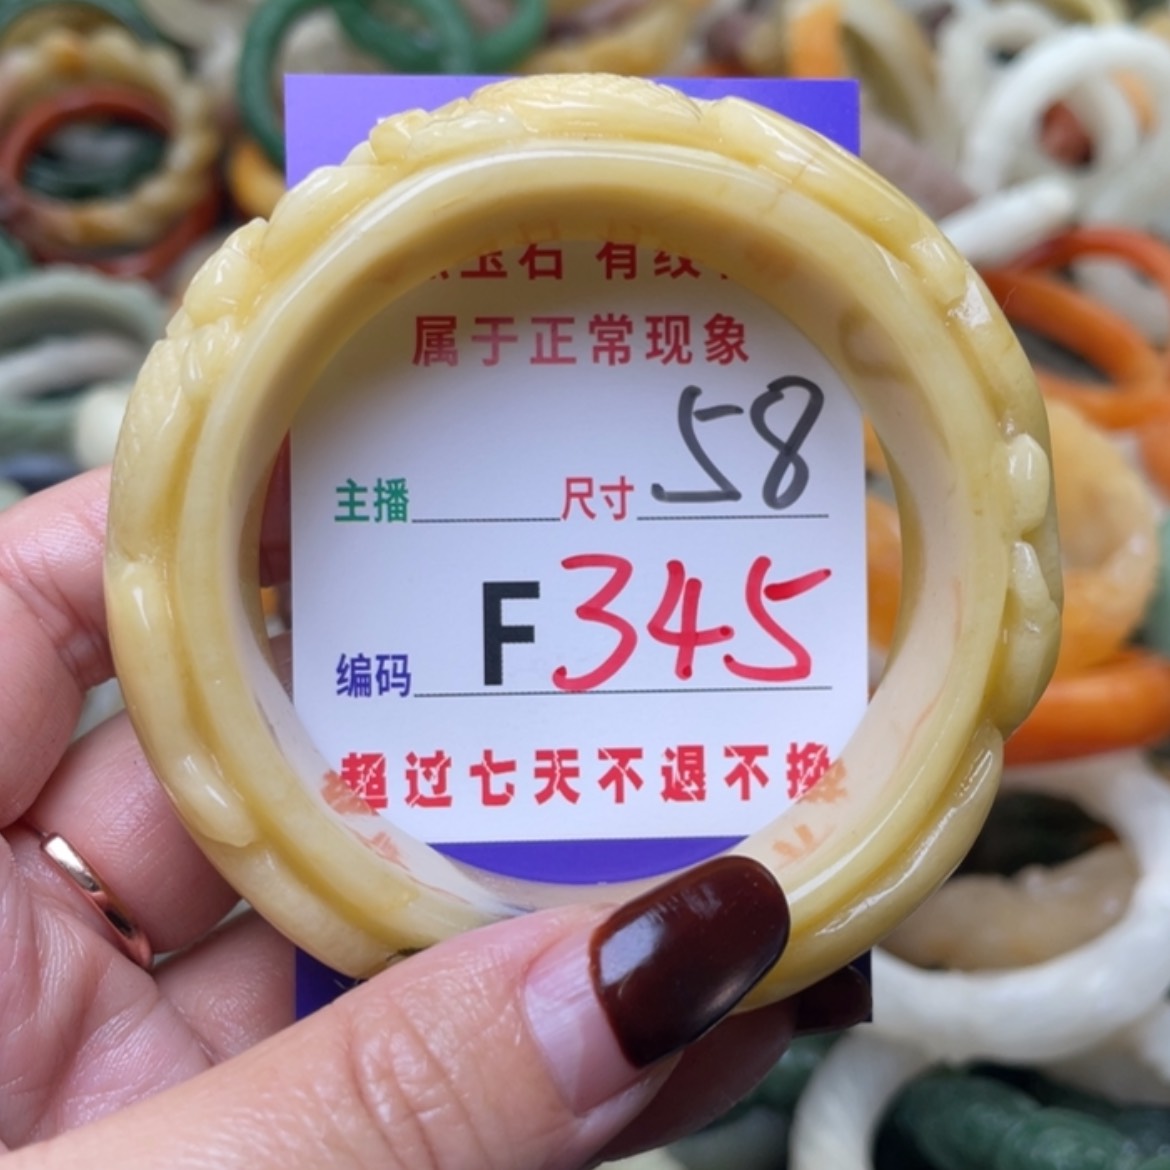 玉石 有纹
属于正常现象
主播 尺寸 58
编码 F345
超过七天不退不换